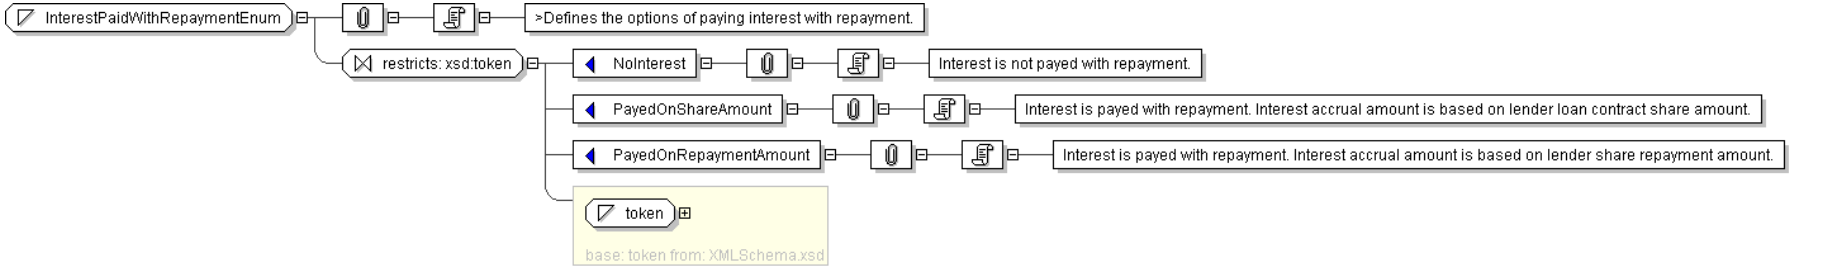 InterestPaidWithRepaymentEnum
>Defines the options of paying interest with repayment.
restricts: xsd:token
NoInterest
Interest is not payed with repayment.
PayedOnShareAmount
Interest is payed with repayment. Interest accrual amount is based on lender loan contract share amount.
PayedOnRepaymentAmount
Interest is payed with repayment. Interest accrual amount is based on lender share repayment amount.
token
base: token from: XMLSchema.xsd